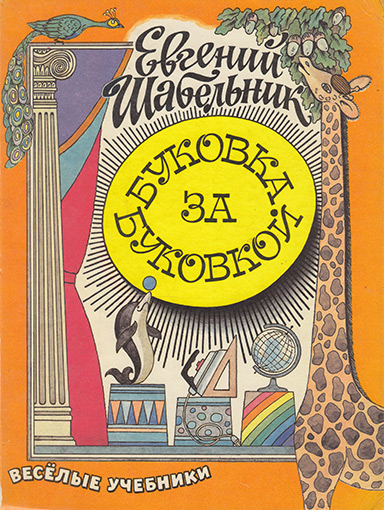 Евгений
Шабельник
БУКОВКА
ЗА
БУКОВКОЙ
ВЕСЁЛЫЕ УЧЕБНИКИ